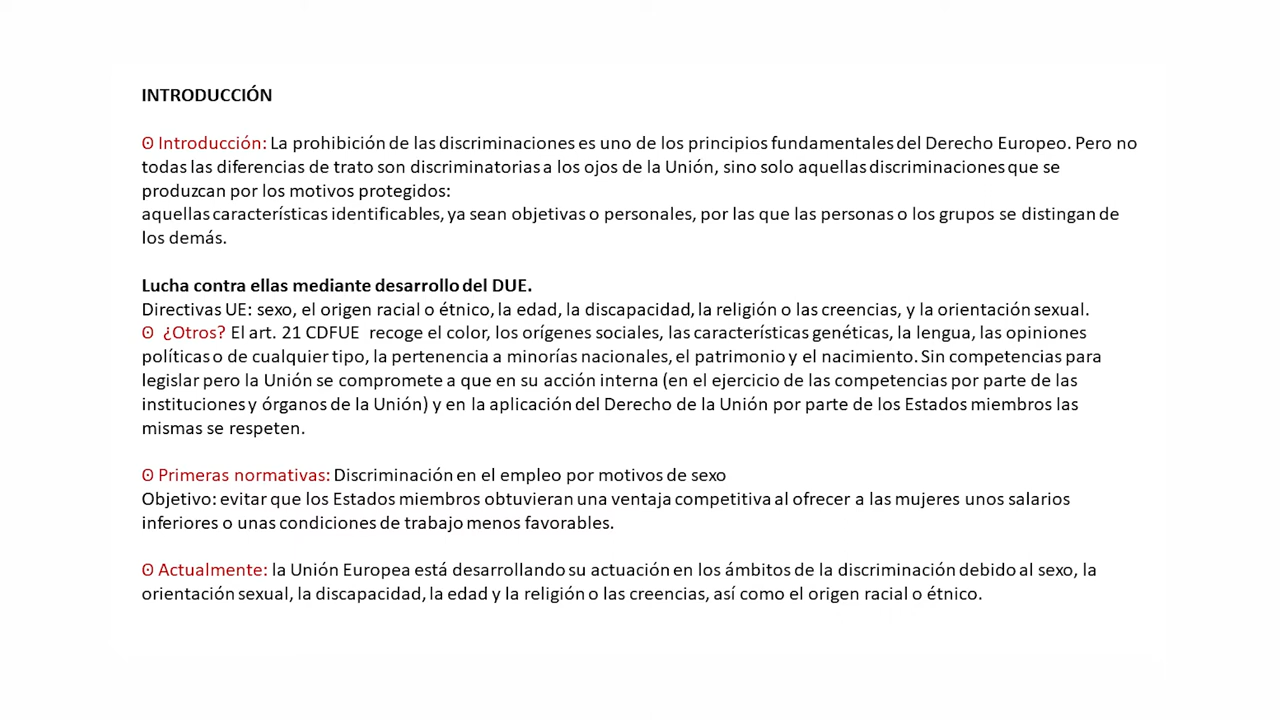 INTRODUCCIÓN
ʘ Introducción: La prohibición de las discriminaciones es uno de los principios fundamentales del Derecho Europeo. Pero no
todas las diferencias de trato son discriminatorias a los ojos de la Unión, sino solo aquellas discriminaciones que se
produzcan por los motivos protegidos:
aquellas características identificables, ya sean objetivas o personales, por las que las personas o los grupos se distingan de
los demás.
Lucha contra ellas mediante desarrollo del DUE.
Directivas UE: sexo, el origen racial o étnico, la edad, la discapacidad, la religión o las creencias, y la orientación sexual.
ʘ ¿Otros? El art. 21 CDFUE recoge el color, los orígenes sociales, las características genéticas, la lengua, las opiniones
políticas o de cualquier tipo, la pertenencia a minorías nacionales, el patrimonio y el nacimiento. Sin competencias para
legislar pero la Unión se compromete a que en su acción interna (en el ejercicio de las competencias por parte de las
instituciones y órganos de la Unión) y en la aplicación del Derecho de la Unión por parte de los Estados miembros las
mismas se respeten.
ʘ Primeras normativas: Discriminación en el empleo por motivos de sexo
Objetivo: evitar que los Estados miembros obtuvieran una ventaja competitiva al ofrecer a las mujeres unos salarios
inferiores o unas condiciones de trabajo menos favorables.
ʘ Actualmente: la Unión Europea está desarrollando su actuación en los ámbitos de la discriminación debido al sexo, la
orientación sexual, la discapacidad, la edad y la religión o las creencias, así como el origen racial o étnico.